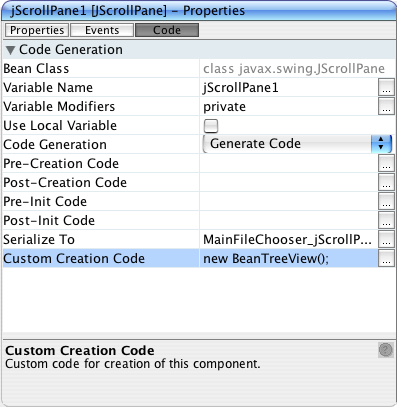 jScrollPane1 [JScrollPane] – Properties
Properties Events Code
Code Generation
Bean Class class javax.swing.JScrollPane
Variable Name jScrollPane1 ...
Variable Modifiers private ...
Use Local Variable
Code Generation Generate Code
Pre-Creation Code ...
Post-Creation Code ...
Pre-Init Code ...
Post-Init Code ...
Serialize To MainFileChooser_jScrollP... ...
Custom Creation Code new BeanTreeView(); ...
Custom Creation Code ?
Custom code for creation of this component.